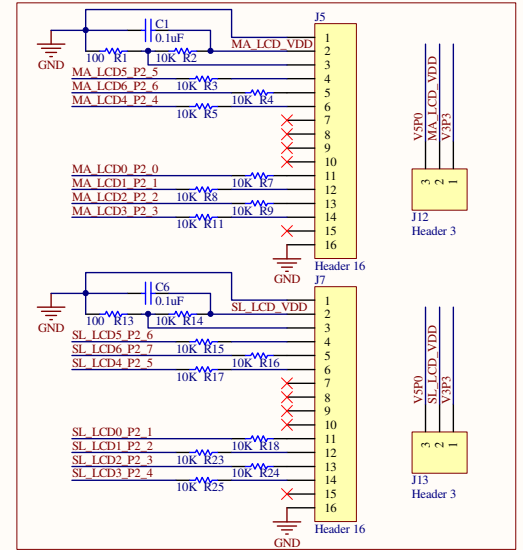 J5
C1
0.1uF
GND
100 R1
10K R2
MA_LCD_VDD
1
2
3
MA_LCD5_P2_5
10K R3
4
MA_LCD6_P2_6
10K R4
5
MA_LCD4_P2_4
10K R5
6
7
8
9
10
MA_LCD0_P2_0
10K R7
11
MA_LCD1_P2_1
10K R8
12
MA_LCD2_P2_2
10K R9
13
MA_LCD3_P2_3
10K R11
14
15
16
GND
Header 16
V5P0
MA_LCD_VDD
V3P3
3
2
1
J12
Header 3
J7
C6
0.1uF
GND
100 R13
10K R14
SL_LCD_VDD
1
2
3
SL_LCD5_P2_6
10K R15
4
SL_LCD6_P2_7
10K R16
5
SL_LCD4_P2_5
10K R17
6
7
8
9
10
SL_LCD0_P2_1
10K R18
11
SL_LCD1_P2_2
10K R23
12
SL_LCD2_P2_3
10K R24
13
SL_LCD3_P2_4
10K R25
14
15
16
GND
Header 16
V5P0
SL_LCD_VDD
V3P3
3
2
1
J13
Header 3